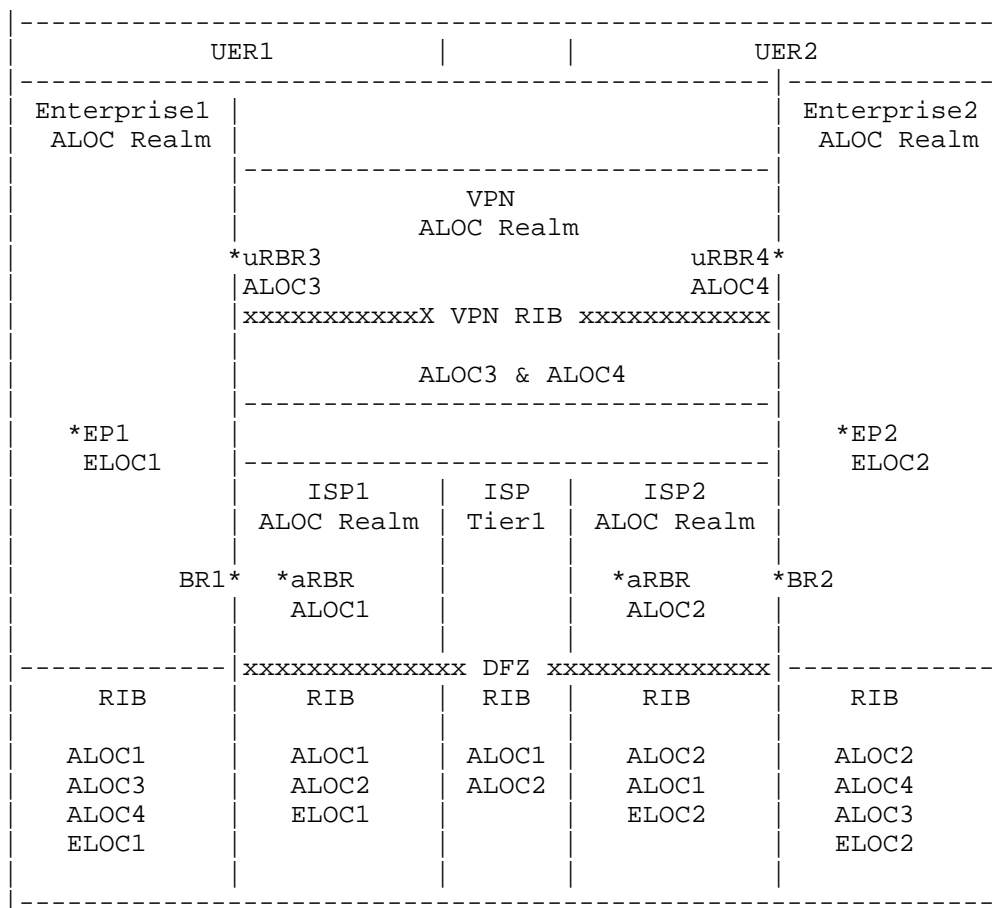 UER1 | | UER2
Enterprise1 Enterprise2
ALOC Realm ALOC Realm
VPN
ALOC Realm
*uRBR3 uRBR4*
ALOC3 ALOC4
xxxxxxxxxxxX VPN RIB xxxxxxxxxxxx
ALOC3 & ALOC4
*EP1 *EP2
ELOC1 ELOC2
ISP1 | ISP | ISP2
ALOC Realm | Tier1 | ALOC Realm
BR1* *aRBR *aRBR *BR2
ALOC1 ALOC2
xxxxxxxxxxxxxx DFZ xxxxxxxxxxxxxx
RIB RIB RIB RIB RIB
ALOC1 ALOC1 ALOC1 ALOC2 ALOC2
ALOC3 ALOC2 ALOC2 ALOC1 ALOC4
ALOC4 ELOC1 ELOC2 ALOC3
ELOC1 ELOC2